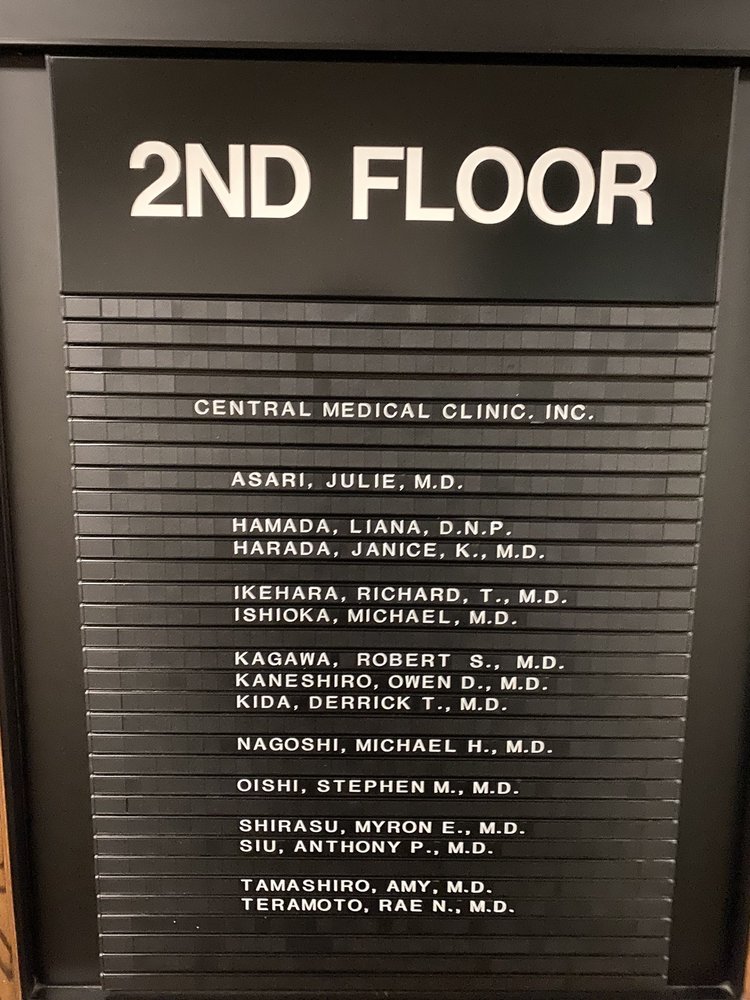 2ND FLOOR
CENTRAL MEDICAL CLINIC. INC.
ASARI, JULIE, M.D.
HAMADA, LIANA, D.N.P.
HARADA, JANICE, K., M.D.
IKEHARA, RICHARD, T., M.D.
ISHIOKA, MICHAEL, M.D.
KAGAWA, ROBERT S., M.D.
KANESHIRO, OWEN D., M.D.
KIDA, DERRICK T., M.D.
NAGOSHI, MICHAEL H., M.D.
OISHI, STEPHEN M., M.D.
SHIRASU, MYRON E., M.D.
SIU, ANTHONY P., M.D.
TAMASHIRO, AMY, M.D.
TERAMOTO, RAE N., M.D.